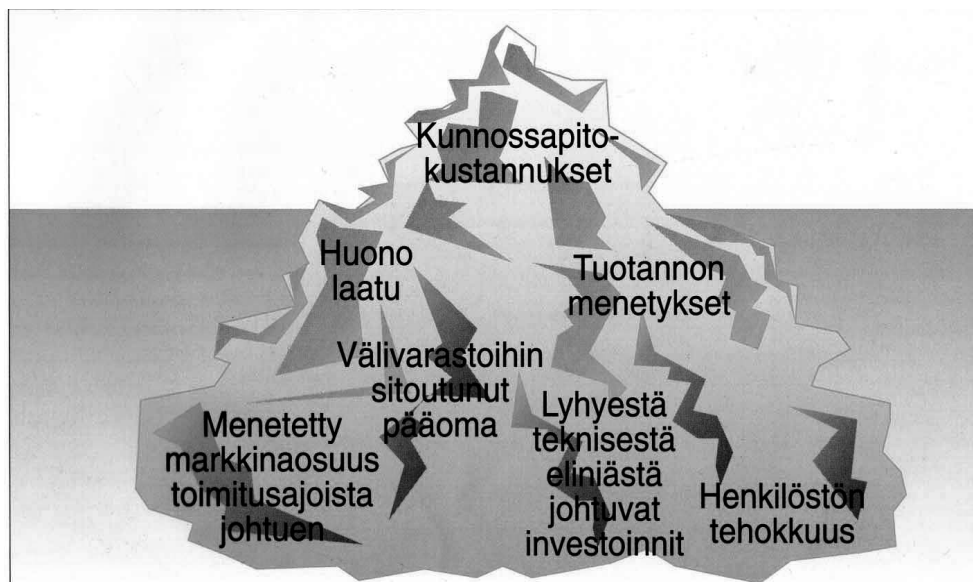 Kunnossapito-
kustannukset
Huono
laatu
Tuotannon
menetykset
Välivarastoihin
sitoutunut
pääoma
Menetetty
markkinaosuus
toimitusajoista
johtuen
Lyhyestä
teknisestä
eliniästä
johtuvat
investoinnit
Henkilöstön
tehokkuus